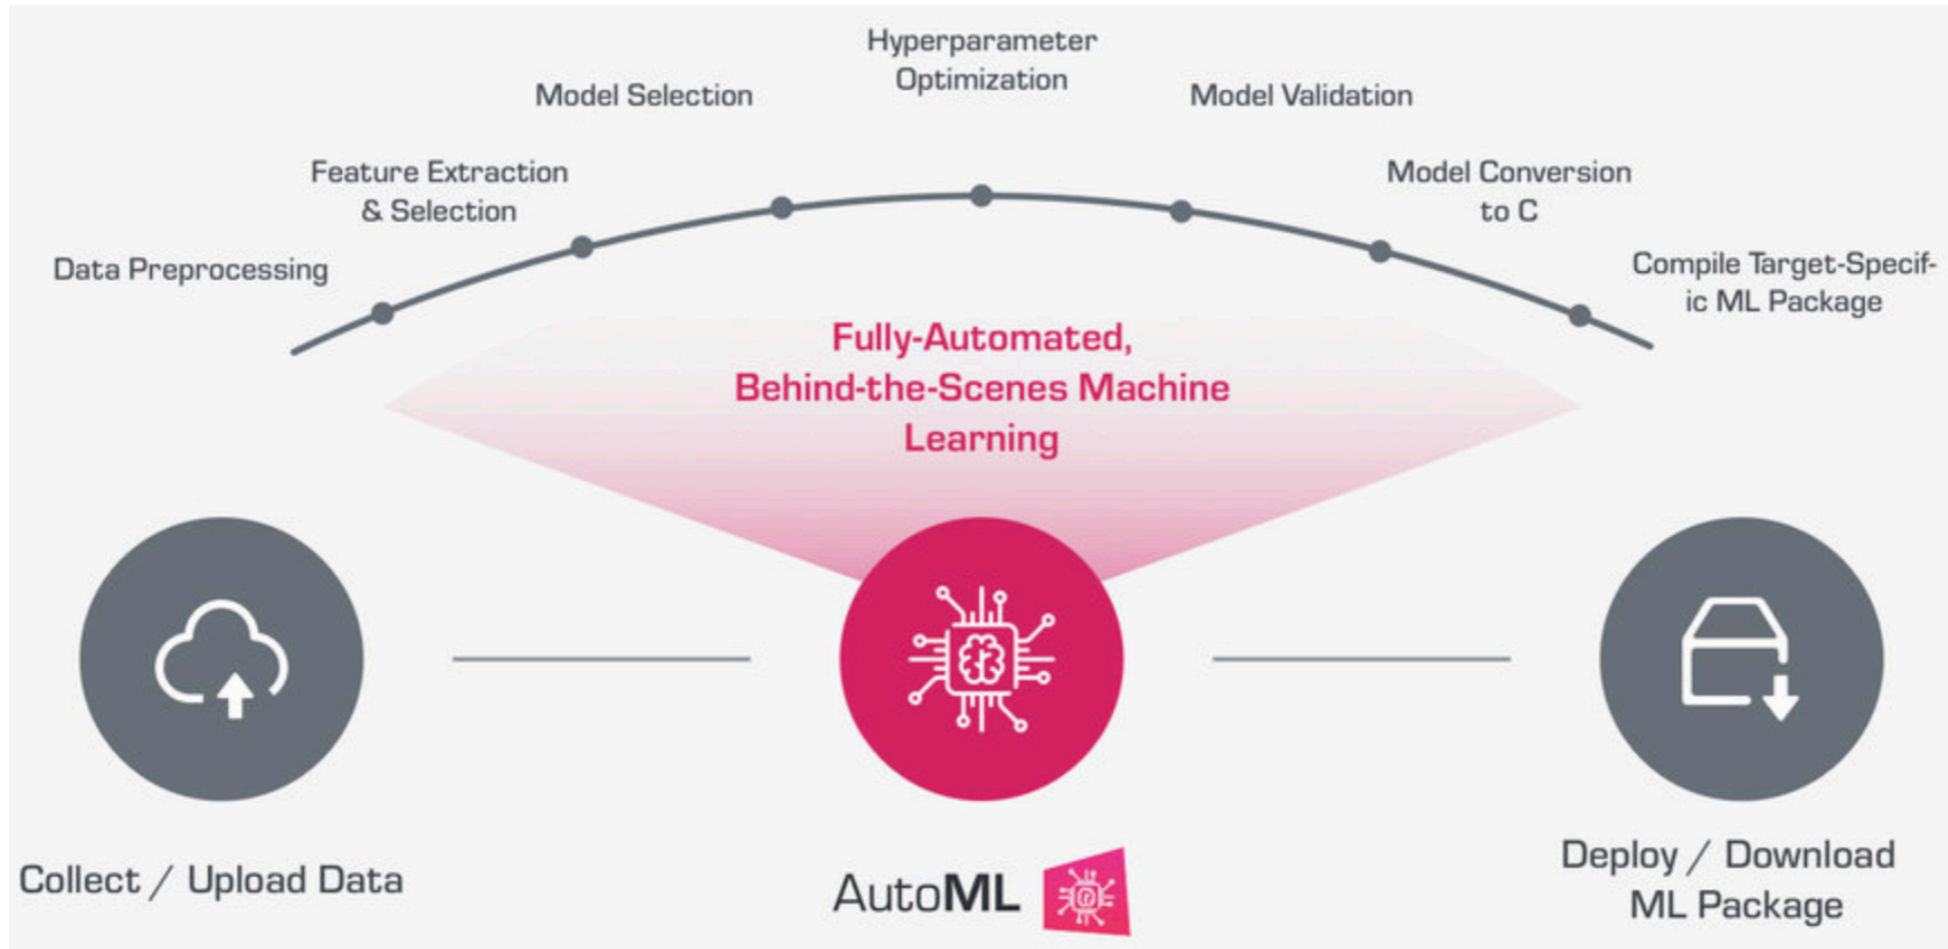 Hyperparameter
Optimization
Model Selection
Model Validation
Feature Extraction
& Selection
Model Conversion
to C
Data Preprocessing
Compile Target-Specif-
ic ML Package
Fully-Automated,
Behind-the-Scenes Machine
Learning
Collect / Upload Data
AutoML
Deploy / Download
ML Package